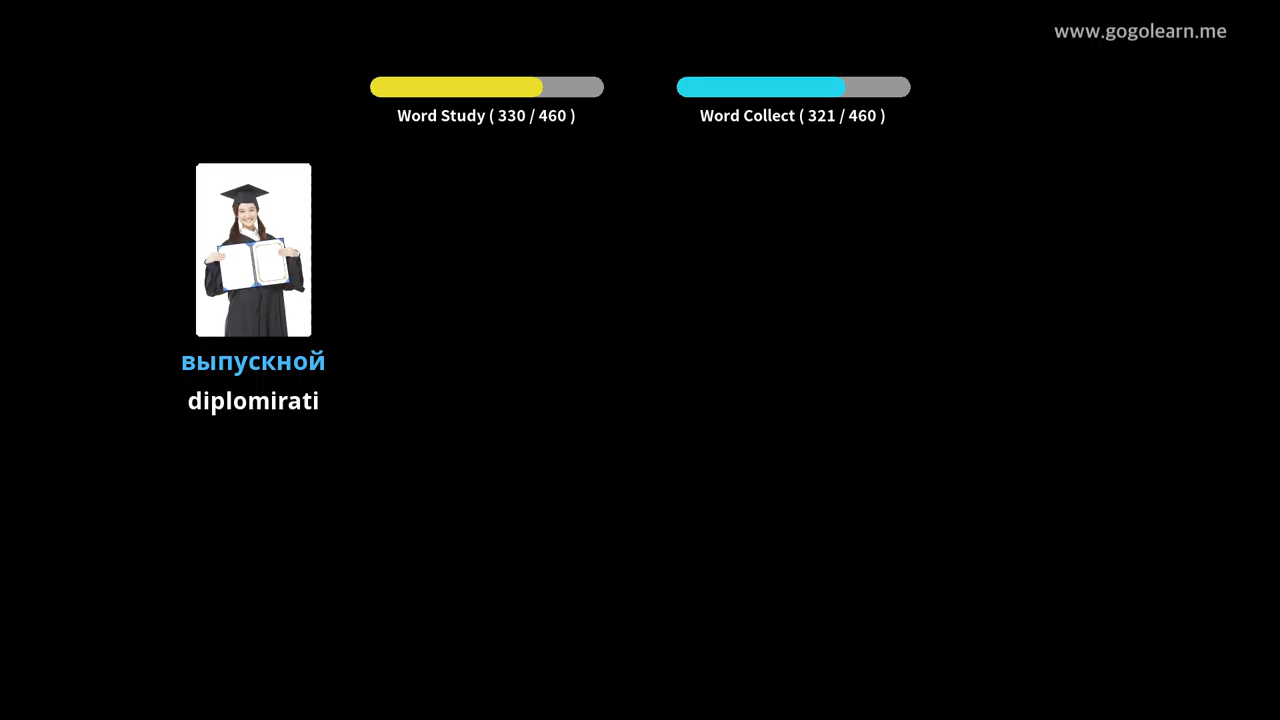 www.gogolearn.me
Word Study ( 330 / 460 )
Word Collect ( 321 / 460 )
выпускной
diplomirati